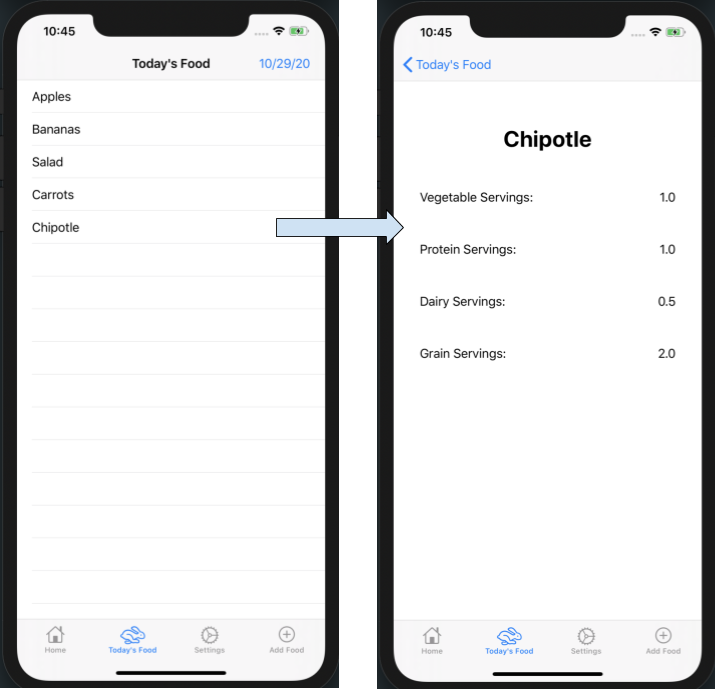 10:45
Today's Food 10/29/20
Apples
Bananas
Salad
Carrots
Chipotle
Home Today's Food Settings Add Food
10:45
Today's Food
Chipotle
Vegetable Servings: 1.0
Protein Servings: 1.0
Dairy Servings: 0.5
Grain Servings: 2.0
Home Today's Food Settings Add Food